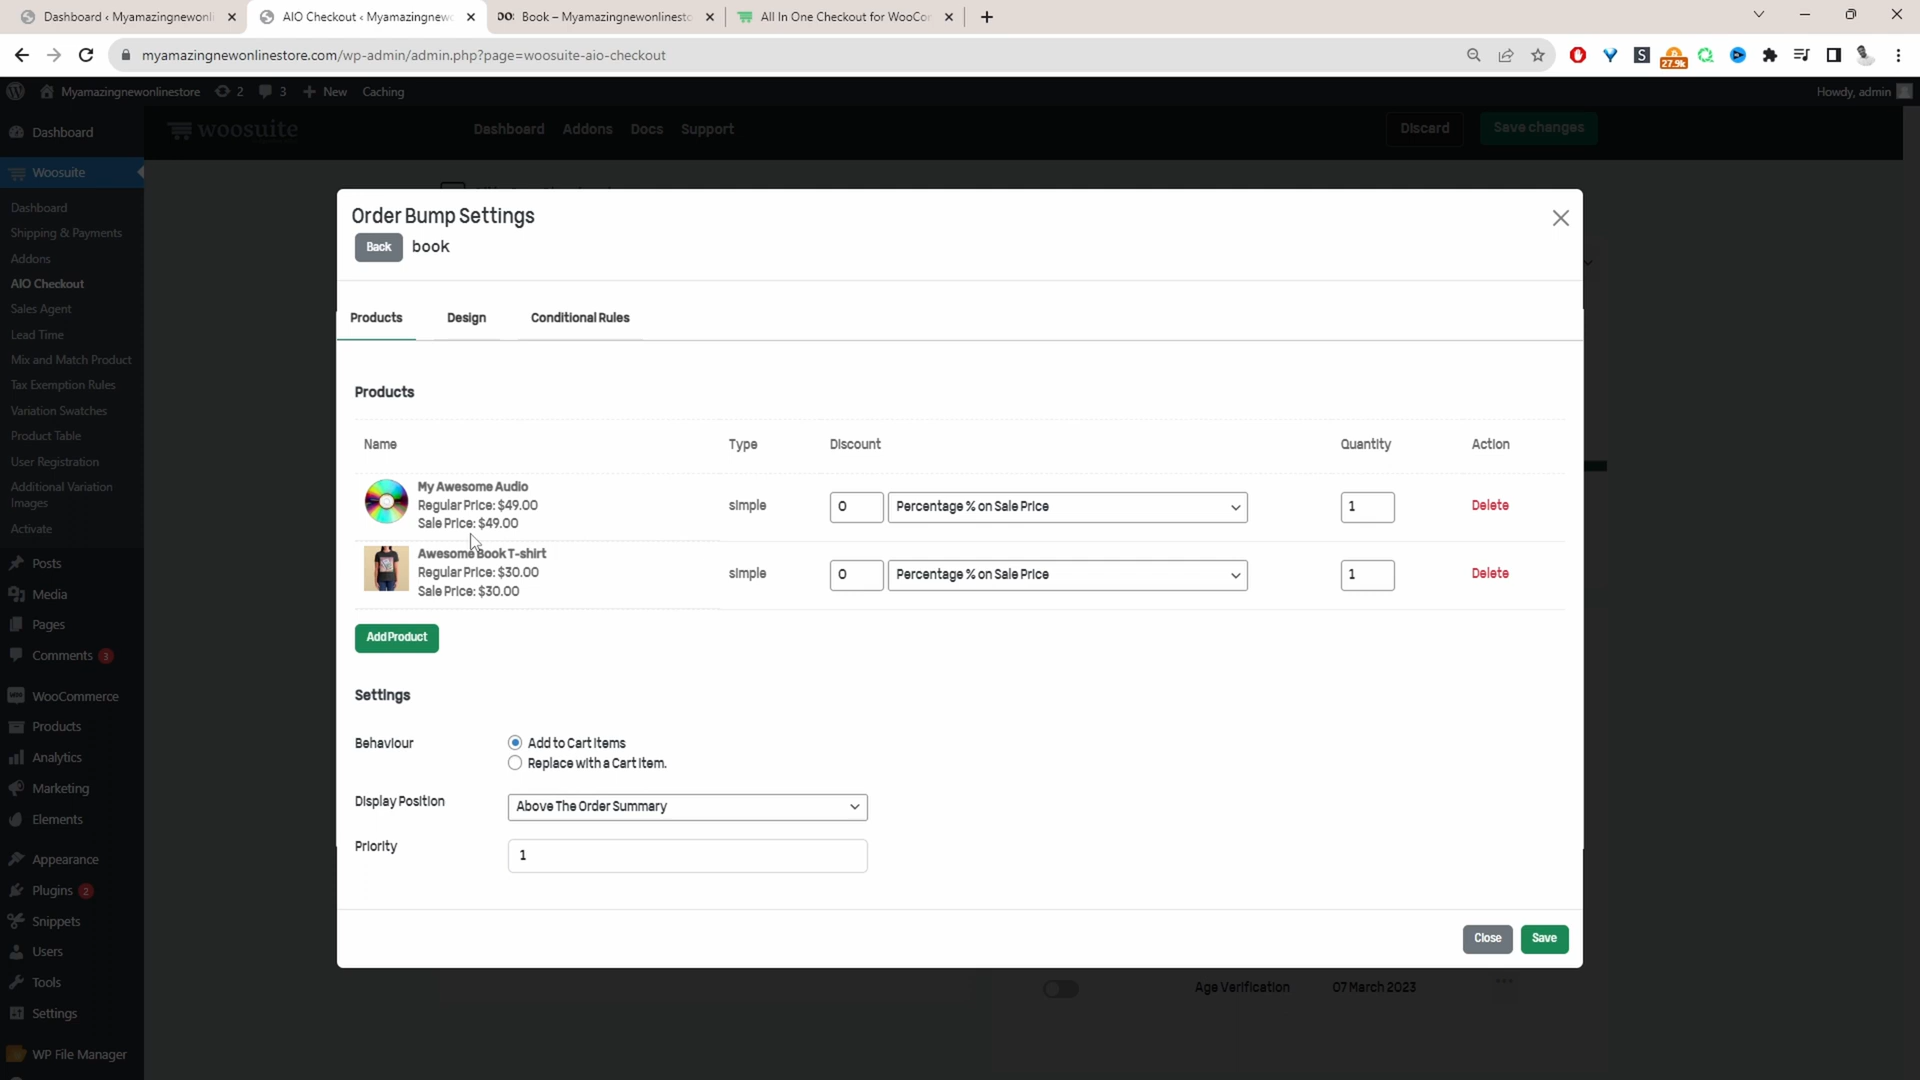 Dashboard ‹ Myamazingnewonli
AIO Checkout ‹ Myamazingnew
Book – Myamazingnewonlinesto
All In One Checkout for WooCor
myamazingnewonlinestore.com/wp-admin/admin.php?page=woosuite-aio-checkout
27.9k
Myamazingnewonlinestore
2
3
New
Caching
Howdy, admin
Dashboard
woosuite
Dashboard
Addons
Docs
Support
Discard
Save changes
Woosuite
Dashboard
Shipping & Payments
Addons
AIO Checkout
Sales Agent
Lead Time
Mix and Match Product
Tax Exemption Rules
Variation Swatches
Product Table
User Registration
Additional Variation
Images
Activate
Posts
Media
Pages
Comments 3
WooCommerce
Products
Analytics
Marketing
Elements
Appearance
Plugins 2
Snippets
Users
Tools
Settings
WP File Manager
Order Bump Settings
Back
book
Products
Design
Conditional Rules
Products
Name
Type
Discount
Quantity
Action
My Awesome Audio
Regular Price: $49.00
Sale Price: $49.00
simple
0
Percentage % on Sale Price
1
Delete
Awesome Book T-shirt
Regular Price: $30.00
Sale Price: $30.00
simple
0
Percentage % on Sale Price
1
Delete
Add Product
Settings
Behaviour
Add to Cart Items
Replace with a Cart Item.
Display Position
Above The Order Summary
Priority
1
Close
Save
Age Verification
07 March 2023